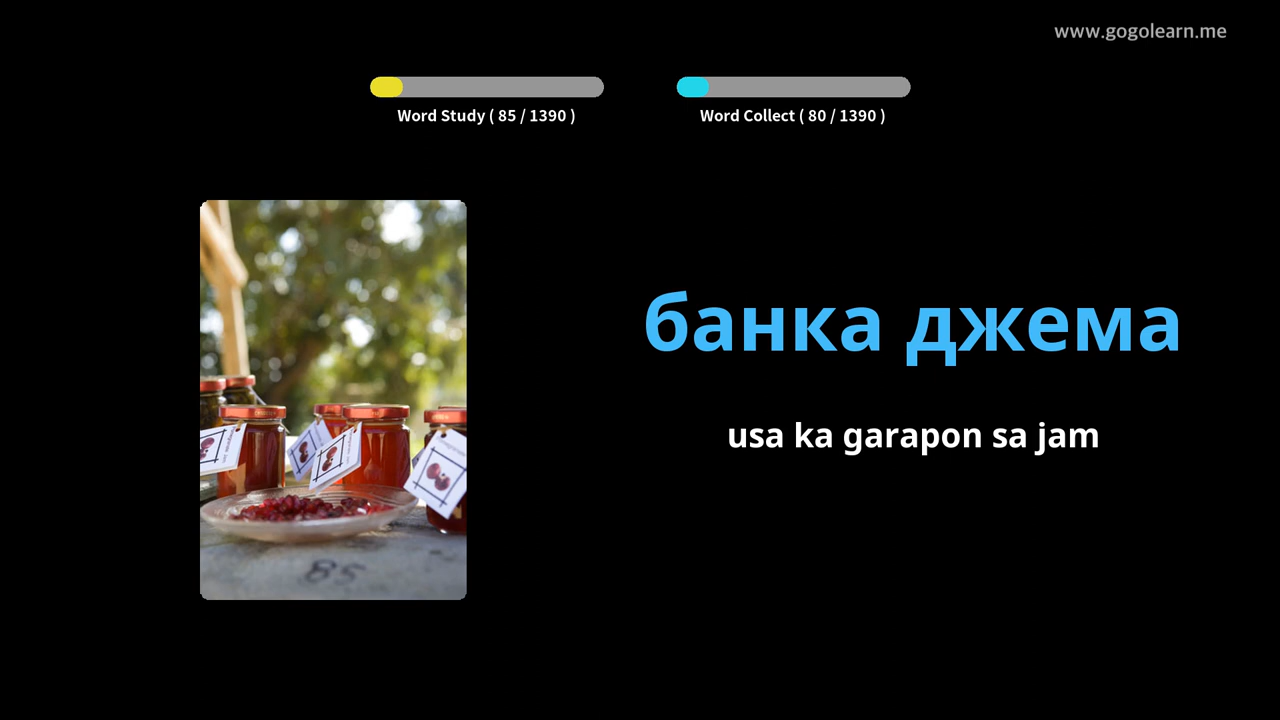 www.gogolearn.me
Word Study ( 85 / 1390 )
Word Collect ( 80 / 1390 )
банка джема
usa ka garapon sa jam
85